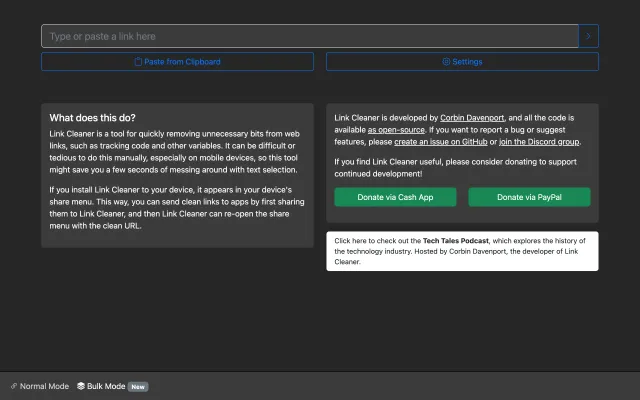 Type or paste a link here
Paste from Clipboard
Settings
What does this do?
Link Cleaner is a tool for quickly removing unnecessary bits from web
links, such as tracking code and other variables. It can be difficult or
tedious to do this manually, especially on mobile devices, so this tool
might save you a few seconds of messing around with text selection.
If you install Link Cleaner to your device, it appears in your device's
share menu. This way, you can send clean links to apps by first sharing
them to Link Cleaner, and then Link Cleaner can re-open the share
menu with the clean URL.
Link Cleaner is developed by Corbin Davenport, and all the code is
available as open-source. If you want to report a bug or suggest
features, please create an issue on GitHub or join the Discord group.
If you find Link Cleaner useful, please consider donating to support
continued development!
Donate via Cash App
Donate via PayPal
Click here to check out the Tech Tales Podcast, which explores the history of
the technology industry. Hosted by Corbin Davenport, the developer of Link
Cleaner.
Normal Mode
Bulk Mode New